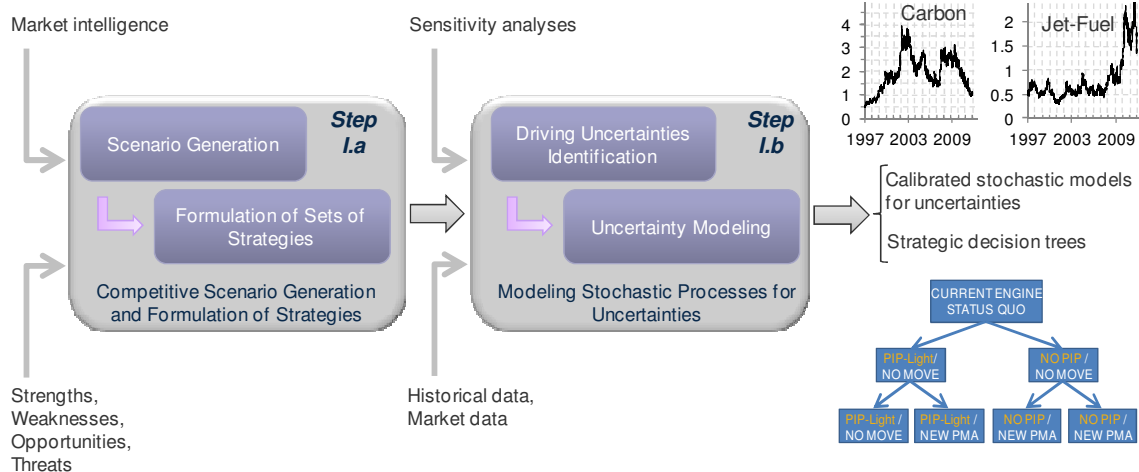 Market intelligence
Scenario Generation
Step
I.a
Formulation of Sets of
Strategies
Competitive Scenario Generation
and Formulation of Strategies
Strengths,
Weaknesses,
Opportunities,
Threats
Sensitivity analyses
Driving Uncertainties
Identification
Step
I.b
Uncertainty Modeling
Modeling Stochastic Processes for
Uncertainties
Historical data,
Market data
Carbon
4
3
2
1
0
1997 2003 2009
Jet-Fuel
2
1.5
1
0.5
0
1997 2003 2009
Calibrated stochastic models
for uncertainties
Strategic decision trees
CURRENT ENGINE
STATUS QUO
PIP-Light/
NO MOVE
NO PIP /
NO MOVE
PIP-Light /
NO MOVE
PIP-Light /
NEW PMA
NO PIP /
NEW PMA
NO PIP /
NEW PMA